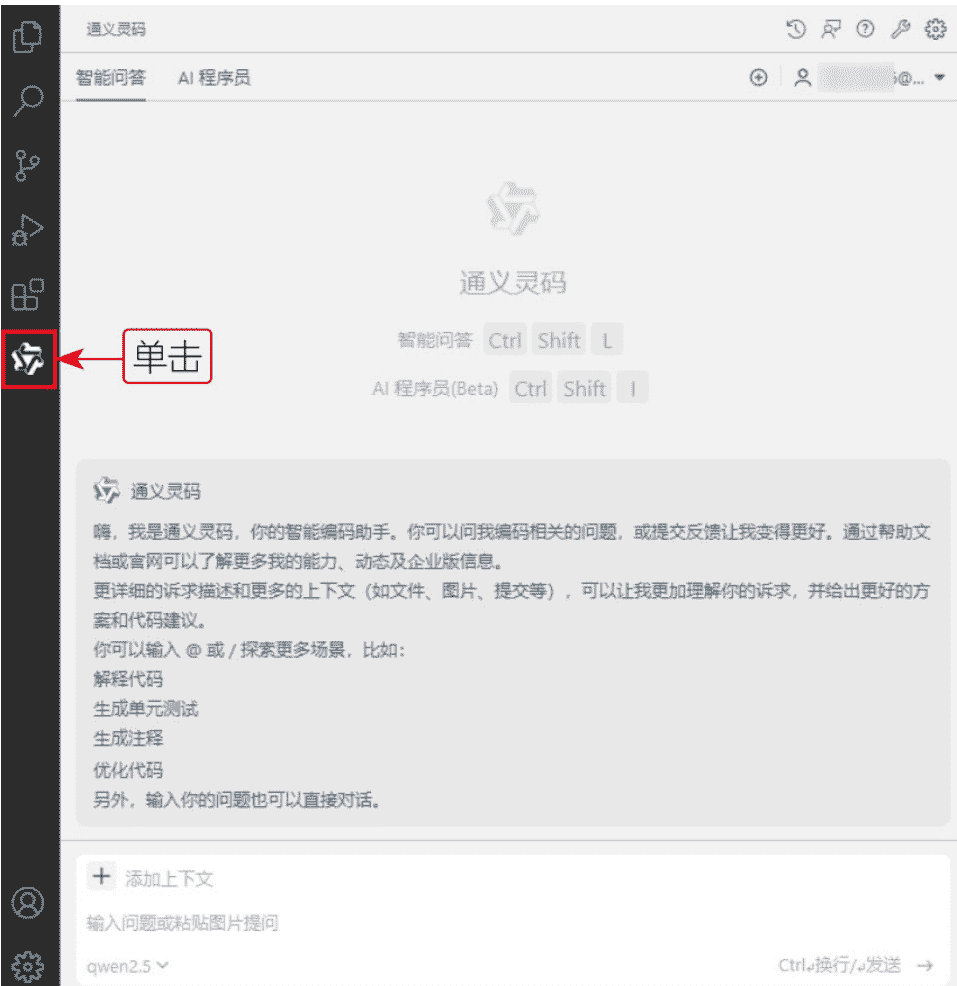 通义灵码
智能问答 AI 程序员
@...
单击
通义灵码
智能问答 Ctrl Shift L
AI 程序员(Beta) Ctrl Shift I
通义灵码
嗨，我是通义灵码，你的智能编码助手。你可以问我编码相关的问题，或提交反馈让我变得更好。通过帮助文
档或官网可以了解更多我的能力、动态及企业版信息。
更详细的诉求描述和更多的上下文（如文件、图片、提交等），可以让我更加理解你的诉求，并给出更好的方
案和代码建议。
你可以输入 @ 或 / 探索更多场景，比如：
解释代码
生成单元测试
生成注释
优化代码
另外，输入你的问题也可以直接对话。
+ 添加上下文
输入问题或粘贴图片提问
qwen2.5 Ctrl↲换行/↲发送 →